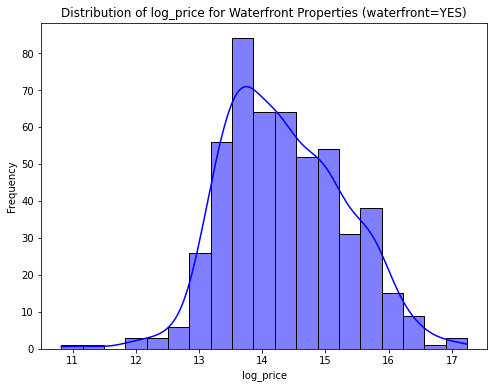 Distribution of log_price for Waterfront Properties (waterfront=YES)
80
70
60
50
40
30
20
10
0
Frequency
11 12 13 14 15 16 17
log_price